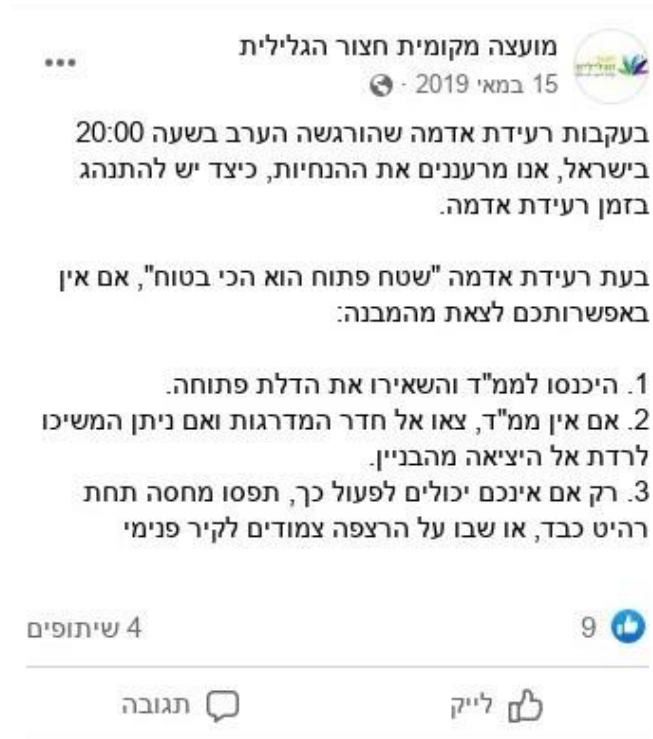 מועצה מקומית חצור הגלילית
15 במאי 2019 ·
בעקבות רעידת אדמה שהורגשה הערב בשעה 20:00
בישראל, אנו מרעננים את ההנחיות, כיצד יש להתנהג
בזמן רעידת אדמה.
בעת רעידת אדמה "שטח פתוח הוא הכי בטוח", אם אין
באפשרותכם לצאת מהמבנה:
1. היכנסו לממ"ד והשאירו את הדלת פתוחה.
2. אם אין ממ"ד, צאו אל חדר המדרגות ואם ניתן המשיכו
לרדת אל היציאה מהבניין.
3. רק אם אינכם יכולים לפעול כך, תפסו מחסה תחת
רהיט כבד, או שבו על הרצפה צמודים לקיר פנימי
9
4 שיתופים
לייק
תגובה